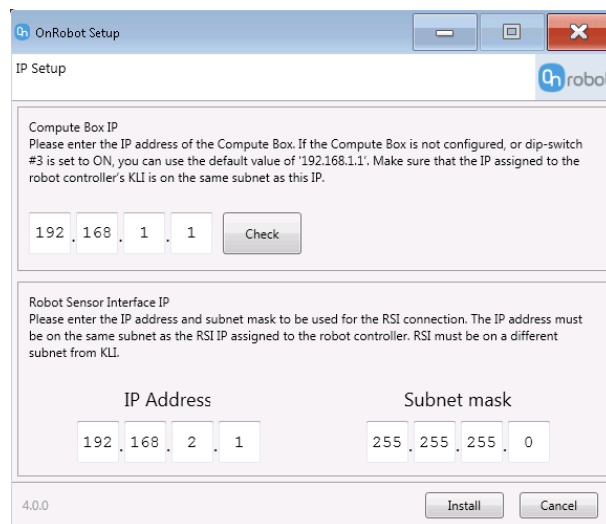 OnRobot Setup
IP Setup
On robot
Compute Box IP
Please enter the IP address of the Compute Box. If the Compute Box is not configured, or dip-switch
#3 is set to ON, you can use the default value of '192.168.1.1'. Make sure that the IP assigned to the
robot controller's KLI is on the same subnet as this IP.
192 . 168 . 1 . 1 Check
Robot Sensor Interface IP
Please enter the IP address and subnet mask to be used for the RSI connection. The IP address must
be on the same subnet as the RSI IP assigned to the robot controller. RSI must be on a different
subnet from KLI.
IP Address Subnet mask
192 . 168 . 2 . 1 255 . 255 . 255 . 0
4.0.0 Install Cancel